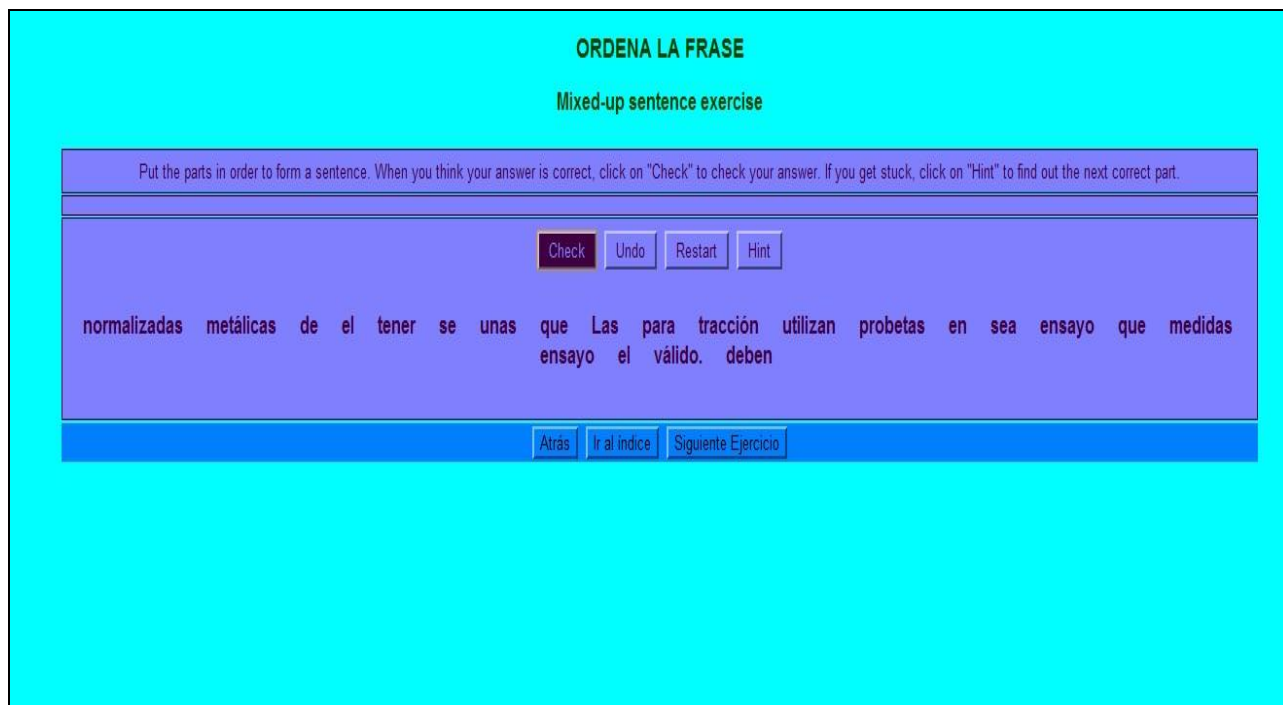 ORDENA LA FRASE
Mixed-up sentence exercise
Put the parts in order to form a sentence. When you think your answer is correct, click on "Check" to check your answer. If you get stuck, click on "Hint" to find out the next correct part.
Check Undo Restart Hint
normalizadas metálicas de el tener se unas que Las para tracción utilizan probetas en sea ensayo que medidas
ensayo el válido. deben
Atrás Ir al índice Siguiente Ejercicio